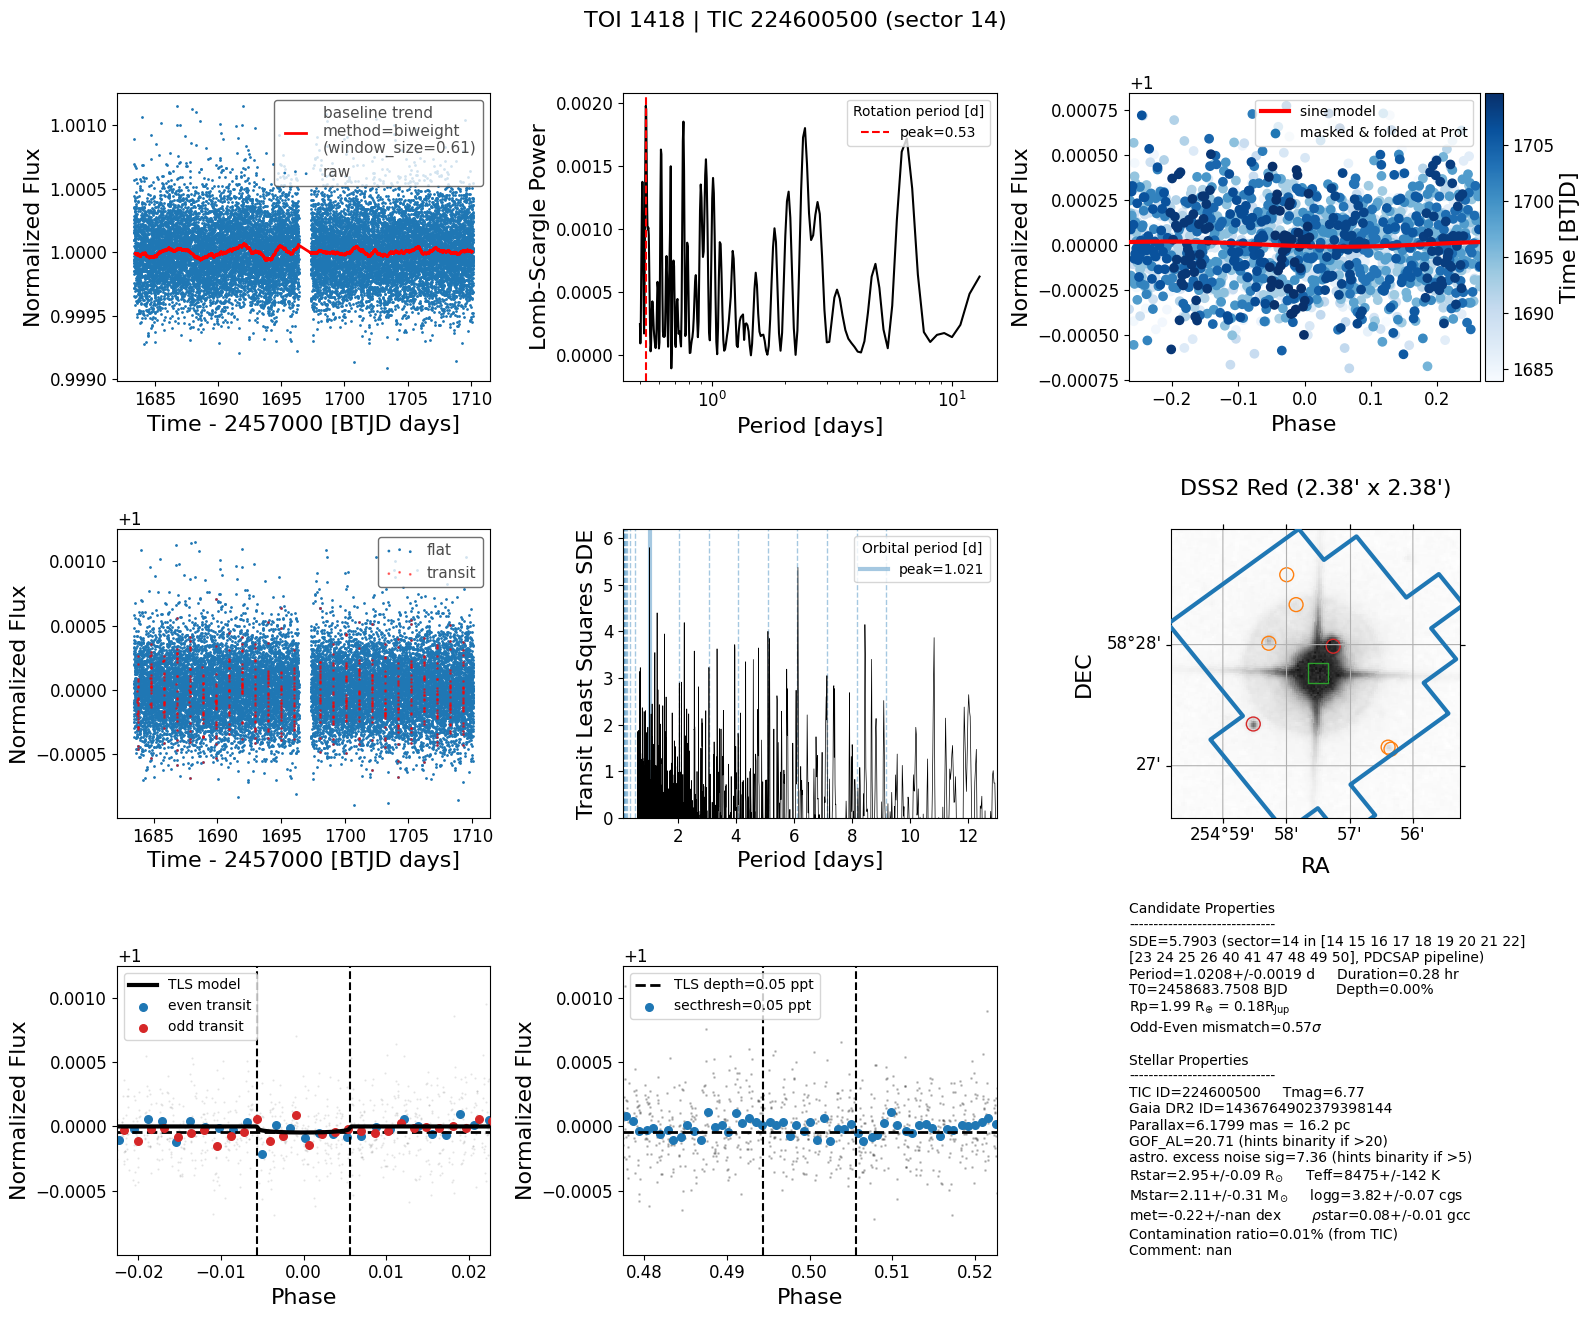 TOI 1418 | TIC 224600500 (sector 14)
Normalized Flux
1.0010
1.0005
1.0000
0.9995
0.9990
baseline trend
method=biweight
(window_size=0.61)
raw
1685 1690 1695 1700 1705 1710
Time - 2457000 [BTJD days]
Lomb-Scargle Power
0.0020
0.0015
0.0010
0.0005
0.0000
Rotation period [d]
peak=0.53
10⁰ 10¹
Period [days]
+1
Normalized Flux
0.00075
0.00050
0.00025
0.00000
−0.00025
−0.00050
−0.00075
sine model
masked & folded at Prot
−0.2 −0.1 0.0 0.1 0.2
Phase
1705
1700
1695
1690
1685
Time [BTJD]
+1
Normalized Flux
0.0010
0.0005
0.0000
−0.0005
flat
transit
1685 1690 1695 1700 1705 1710
Time - 2457000 [BTJD days]
Transit Least Squares SDE
6
5
4
3
2
1
0
Orbital period [d]
peak=1.021
2 4 6 8 10 12
Period [days]
DSS2 Red (2.38' x 2.38')
DEC
58°28'
27'
254°59' 58' 57' 56'
RA
+1
Normalized Flux
0.0010
0.0005
0.0000
−0.0005
TLS model
even transit
odd transit
−0.02 −0.01 0.00 0.01 0.02
Phase
+1
Normalized Flux
0.0010
0.0005
0.0000
−0.0005
TLS depth=0.05 ppt
secthresh=0.05 ppt
0.48 0.49 0.50 0.51 0.52
Phase
Candidate Properties
------------------------------
SDE=5.7903 (sector=14 in [14 15 16 17 18 19 20 21 22]
[23 24 25 26 40 41 47 48 49 50], PDCSAP pipeline)
Period=1.0208+/-0.0019 d Duration=0.28 hr
T0=2458683.7508 BJD Depth=0.00%
Rp=1.99 R⊕ = 0.18RJup
Odd-Even mismatch=0.57σ
Stellar Properties
------------------------------
TIC ID=224600500 Tmag=6.77
Gaia DR2 ID=1436764902379398144
Parallax=6.1799 mas = 16.2 pc
GOF_AL=20.71 (hints binarity if >20)
astro. excess noise sig=7.36 (hints binarity if >5)
Rstar=2.95+/-0.09 R⊙ Teff=8475+/-142 K
Mstar=2.11+/-0.31 M⊙ logg=3.82+/-0.07 cgs
met=-0.22+/-nan dex ρstar=0.08+/-0.01 gcc
Contamination ratio=0.01% (from TIC)
Comment: nan